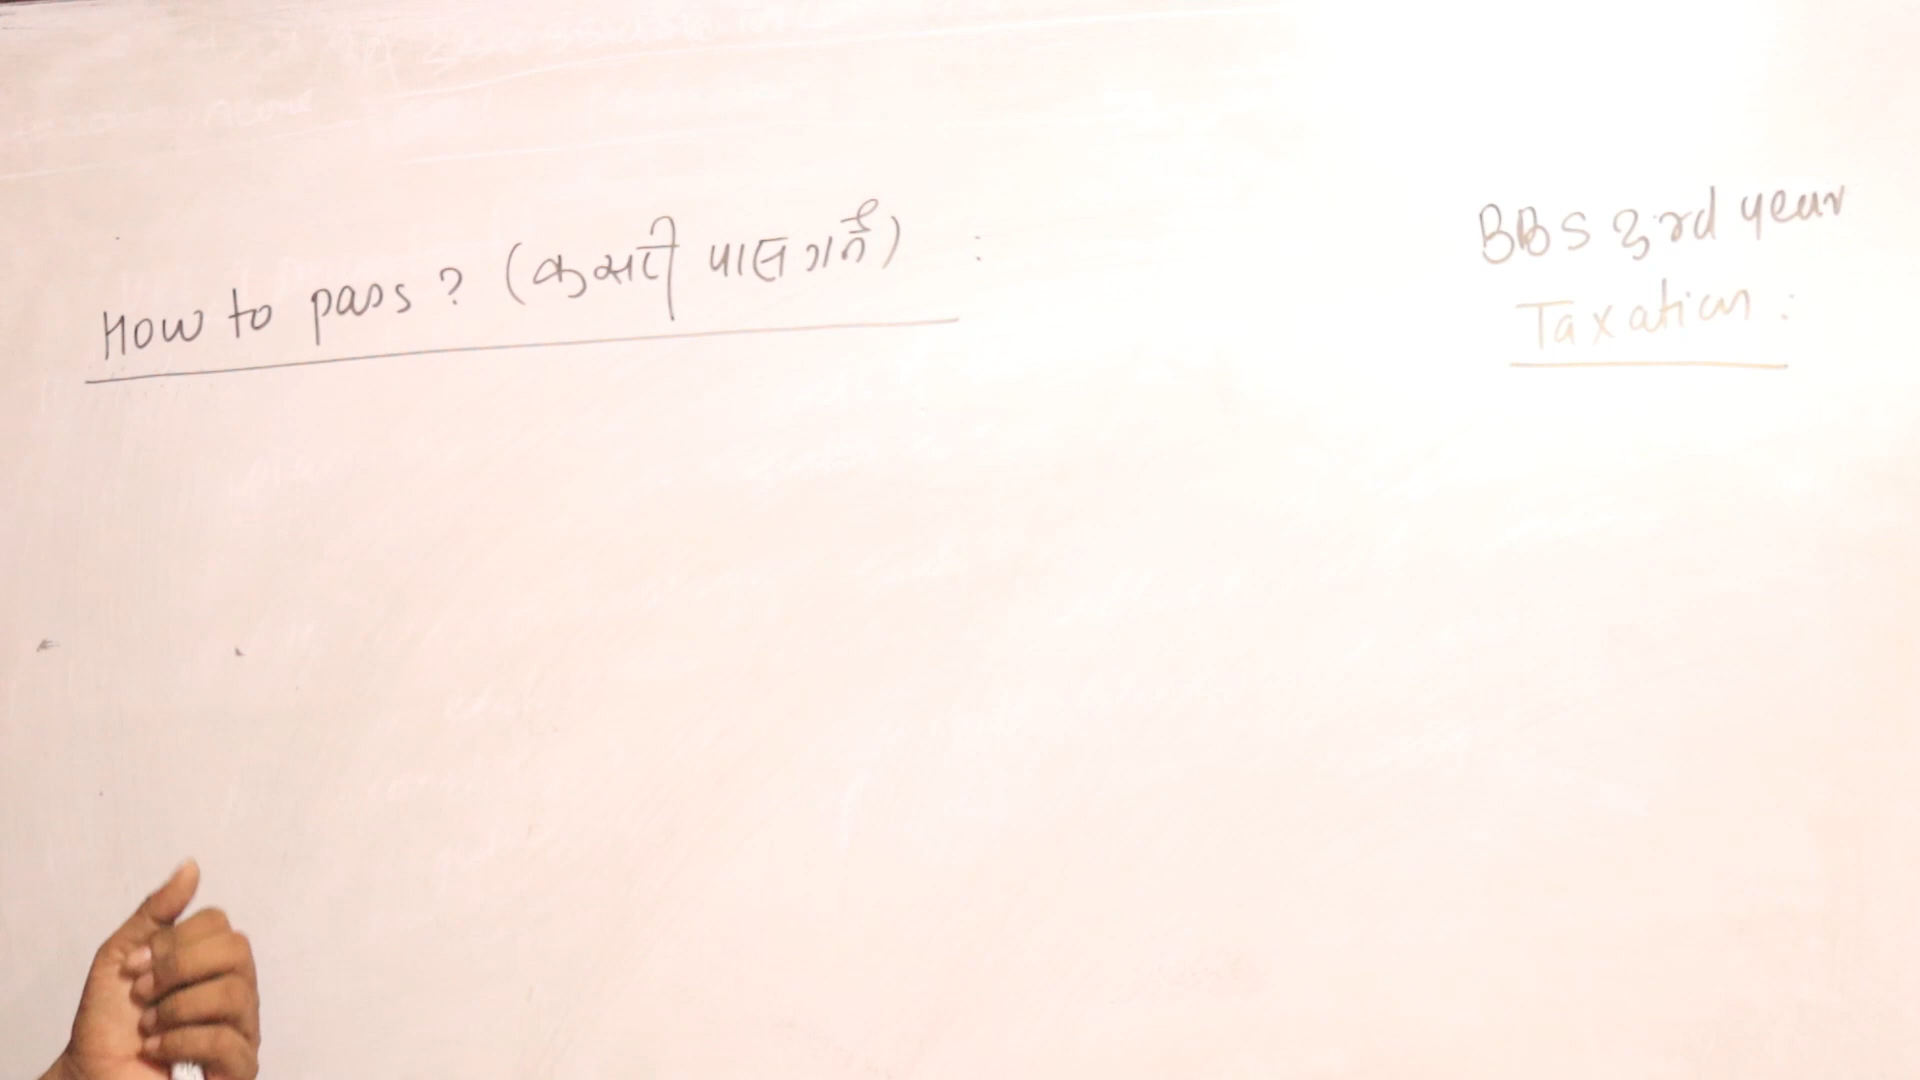 How to pass? (कसरी पास गर्ने) :
BBS 3rd year
Taxation :